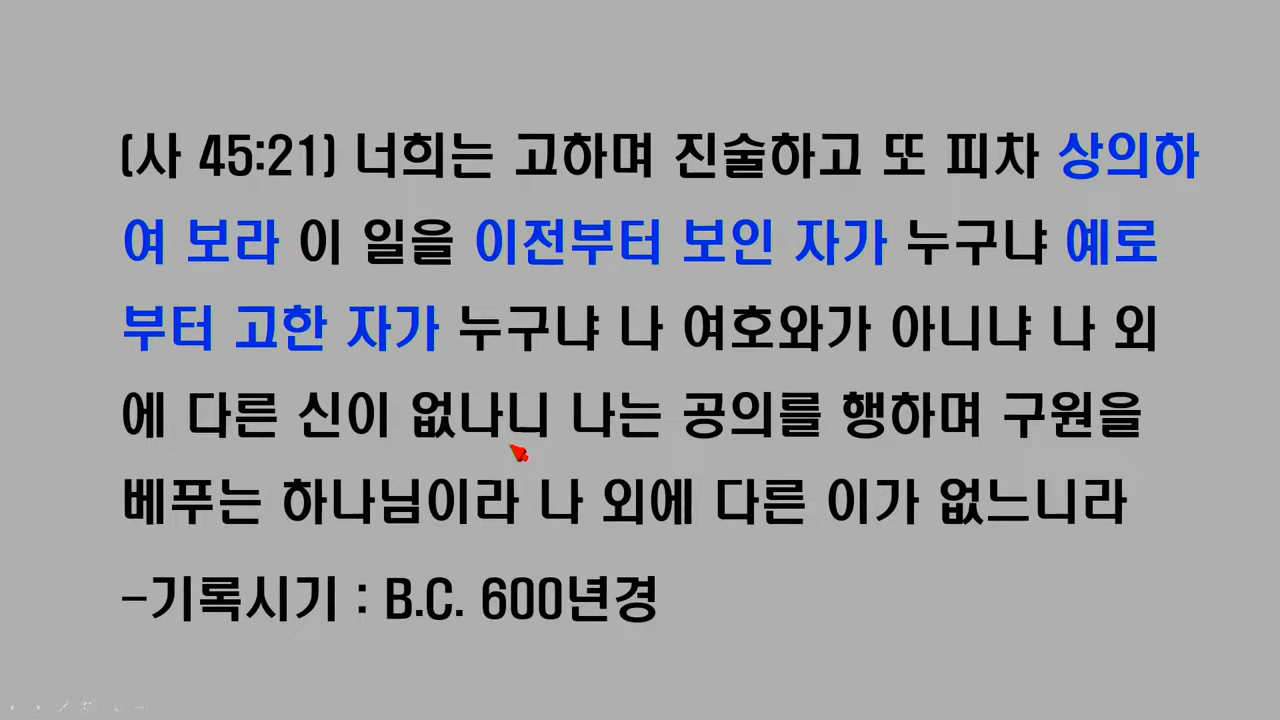 (사 45:21) 너희는 고하며 진술하고 또 피차 상의하
여 보라 이 일을 이전부터 보인 자가 누구냐 예로
부터 고한 자가 누구냐 나 여호와가 아니냐 나 외
에 다른 신이 없나니 나는 공의를 행하며 구원을
베푸는 하나님이라 나 외에 다른 이가 없느니라
-기록시기 : B.C. 600년경